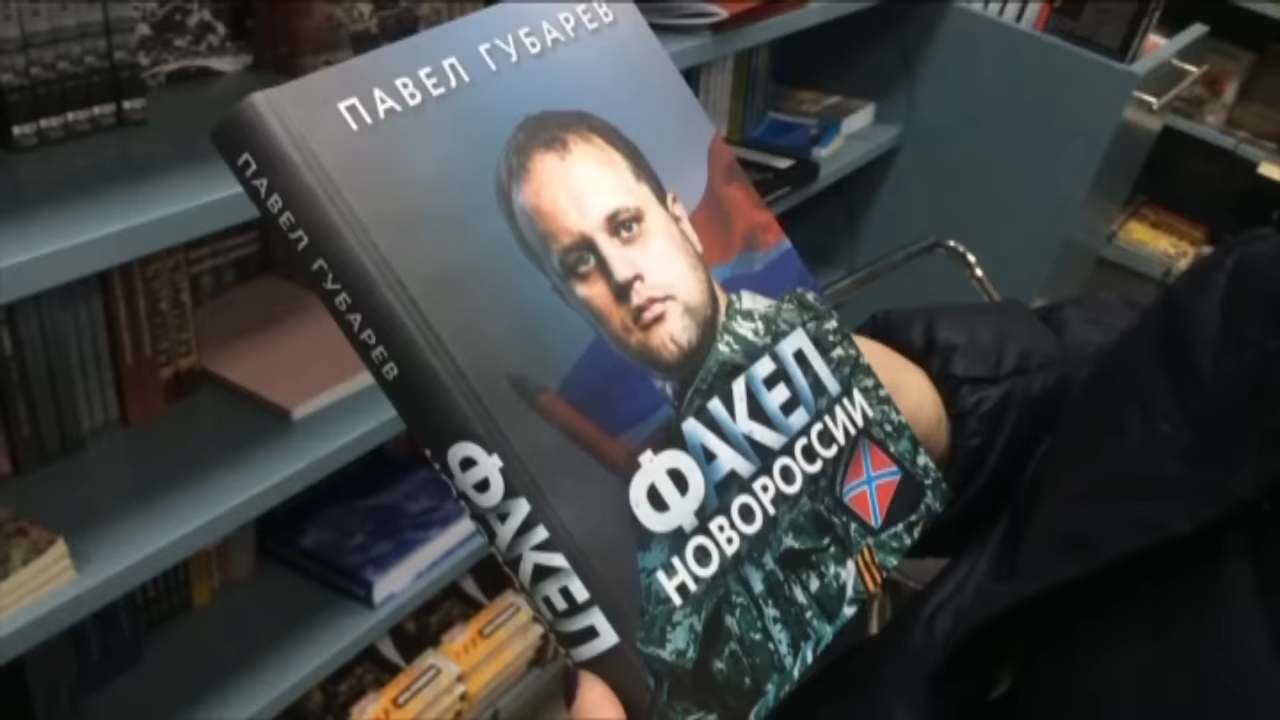 ПАВЕЛ ГУБАРЕВ
ФАКЕЛ
НОВОРОССИИ
ПАВЕЛ ГУБАРЕВ
ФАКЕЛ